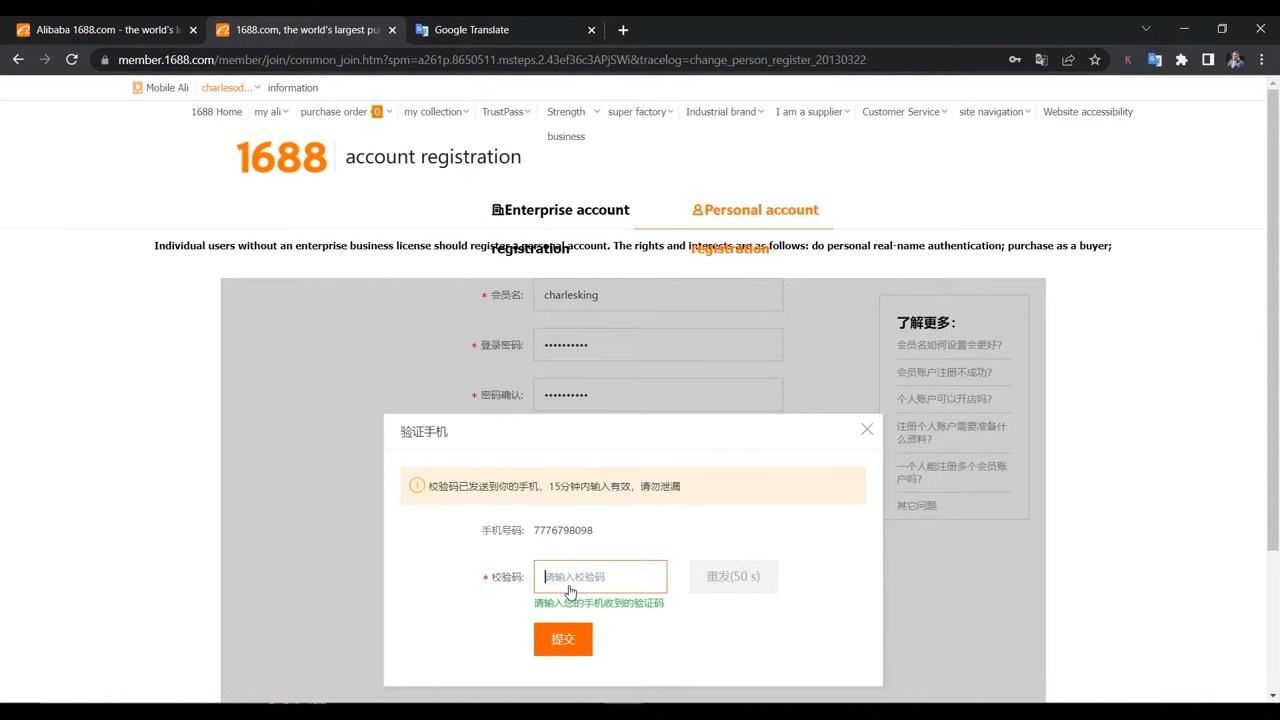 Alibaba 1688.com - the world's l
1688.com, the world's largest pu
Google Translate
member.1688.com/member/join/common_join.htm?spm=a261p.8650511.msteps.2.43ef36c3APjSWi&tracelog=change_person_register_20130322
Mobile Ali
charlesod...
information
1688 Home
my ali
purchase order 0
my collection
TrustPass
Strength
business
super factory
Industrial brand
I am a supplier
Customer Service
site navigation
Website accessibility
1688
account registration
Enterprise account
registration
Personal account
registration
Individual users without an enterprise business license should register a personal account. The rights and interests are as follows: do personal real-name authentication; purchase as a buyer;
* 会员名: charlesking
* 登录密码: ••••••••••
* 密码确认: ••••••••••
了解更多：
会员名如何设置会更好?
会员账户注册不成功?
个人账户可以开店吗?
注册个人账户需要准备什
么资料?
一个人能注册多个会员账
户吗?
其它问题
验证手机
校验码已发送到你的手机，15分钟内输入有效，请勿泄漏
手机号码: 7776798098
* 校验码: 请输入校验码
重发(50 s)
请输入您的手机收到的验证码
提交